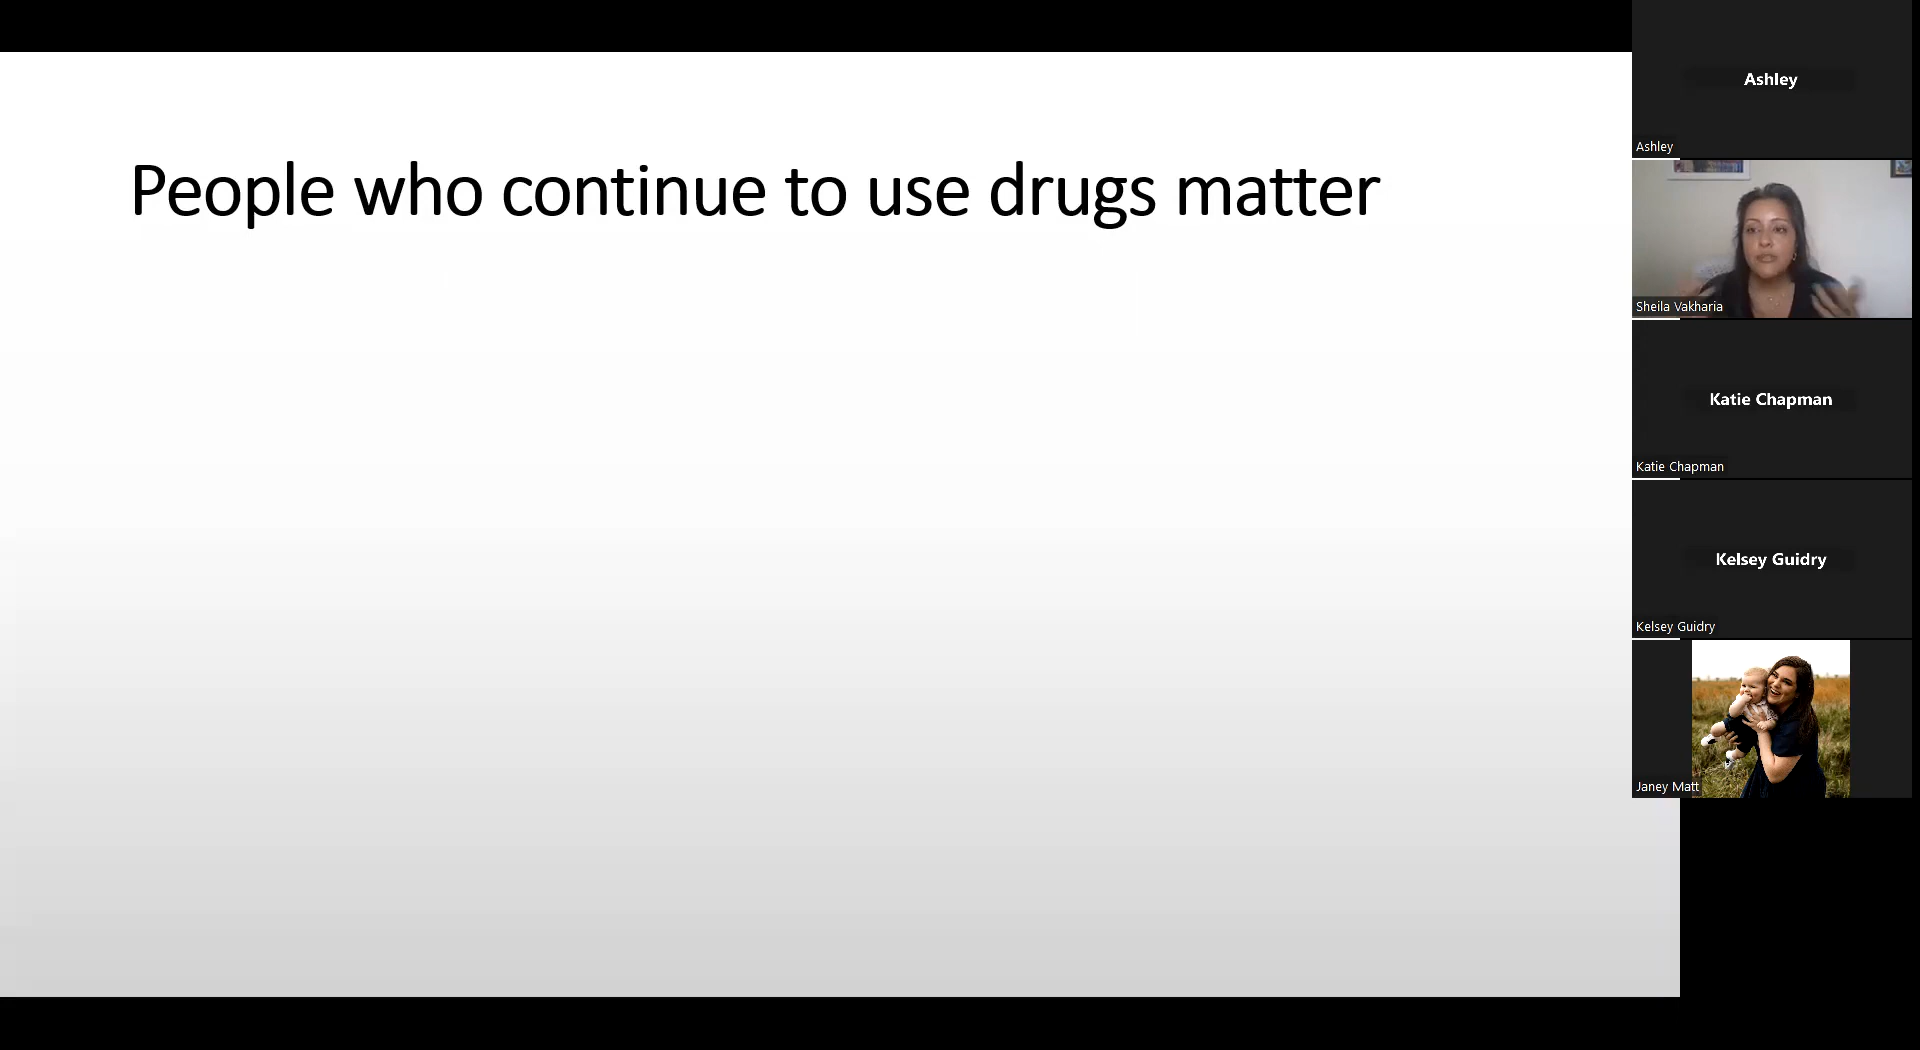 People who continue to use drugs matter
Ashley
Ashley
Sheila Vakharia
Katie Chapman
Katie Chapman
Kelsey Guidry
Kelsey Guidry
Janey Matt